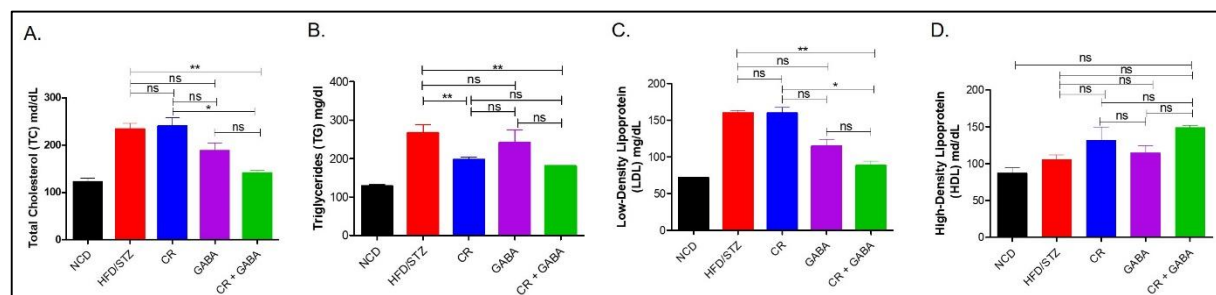 A.
**
ns
ns
ns
*
ns
Total Cholesterol (TC) md/dL
300
200
100
0
NCD
HFD/STZ
CR
GABA
CR + GABA
B.
**
ns
**
ns
ns
ns
Triglycerides (TG) mg/dl
400
300
200
100
0
NCD
HFD/STZ
CR
GABA
CR + GABA
C.
**
ns
ns
*
ns
ns
Low-Density Lipoprotein
(LDL) mg/dL
200
150
100
50
0
NCD
HFD/STZ
CR
GABA
CR + GABA
D.
ns
ns
ns
ns
ns
ns
ns
High-Density Lipoprotein
(HDL) md/dL
200
150
100
50
0
NCD
HFD/STZ
CR
GABA
CR + GABA